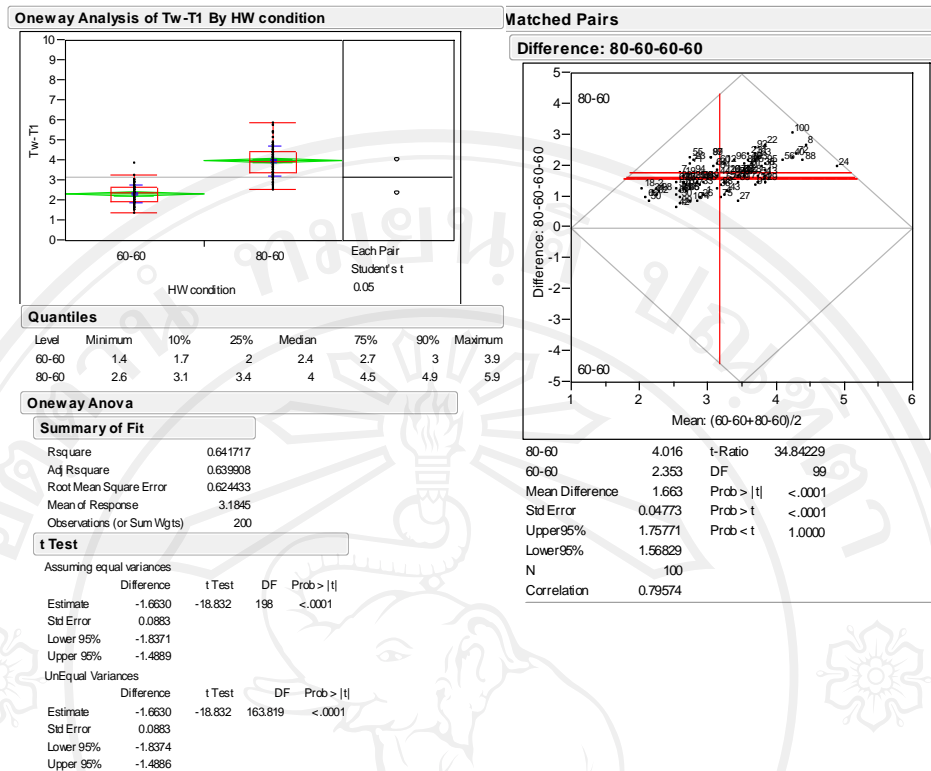 Oneway Analysis of Tw-T1 By HW condition
10
9
8
7
6
5
4
3
2
1
0
Tw-T1
60-60
80-60
HW condition
Each Pair
Student's t
0.05
Quantiles
Level Minimum 10% 25% Median 75% 90% Maximum
60-60 1.4 1.7 2 2.4 2.7 3 3.9
80-60 2.6 3.1 3.4 4 4.5 4.9 5.9
Oneway Anova
Summary of Fit
Rsquare 0.641717
Adj Rsquare 0.639908
Root Mean Square Error 0.624433
Mean of Response 3.1845
Observations (or Sum Wgts) 200
t Test
Assuming equal variances
Difference t Test DF Prob > |t|
Estimate -1.6630 -18.832 198 <.0001
Std Error 0.0883
Lower 95% -1.8371
Upper 95% -1.4889
UnEqual Variances
Difference t Test DF Prob > |t|
Estimate -1.6630 -18.832 163.819 <.0001
Std Error 0.0883
Lower 95% -1.8374
Upper 95% -1.4886
Matched Pairs
Difference: 80-60-60-60
5
4
3
2
1
0
-1
-2
-3
-4
-5
Difference: 80-60-60-60
80-60
100
22
8
88
24
27
60-60
1 2 3 4 5 6
Mean: (60-60+80-60)/2
80-60 4.016 t-Ratio 34.84229
60-60 2.353 DF 99
Mean Difference 1.663 Prob > |t| <.0001
Std Error 0.04773 Prob > t <.0001
Upper95% 1.75771 Prob < t 1.0000
Lower95% 1.56829
N 100
Correlation 0.79574